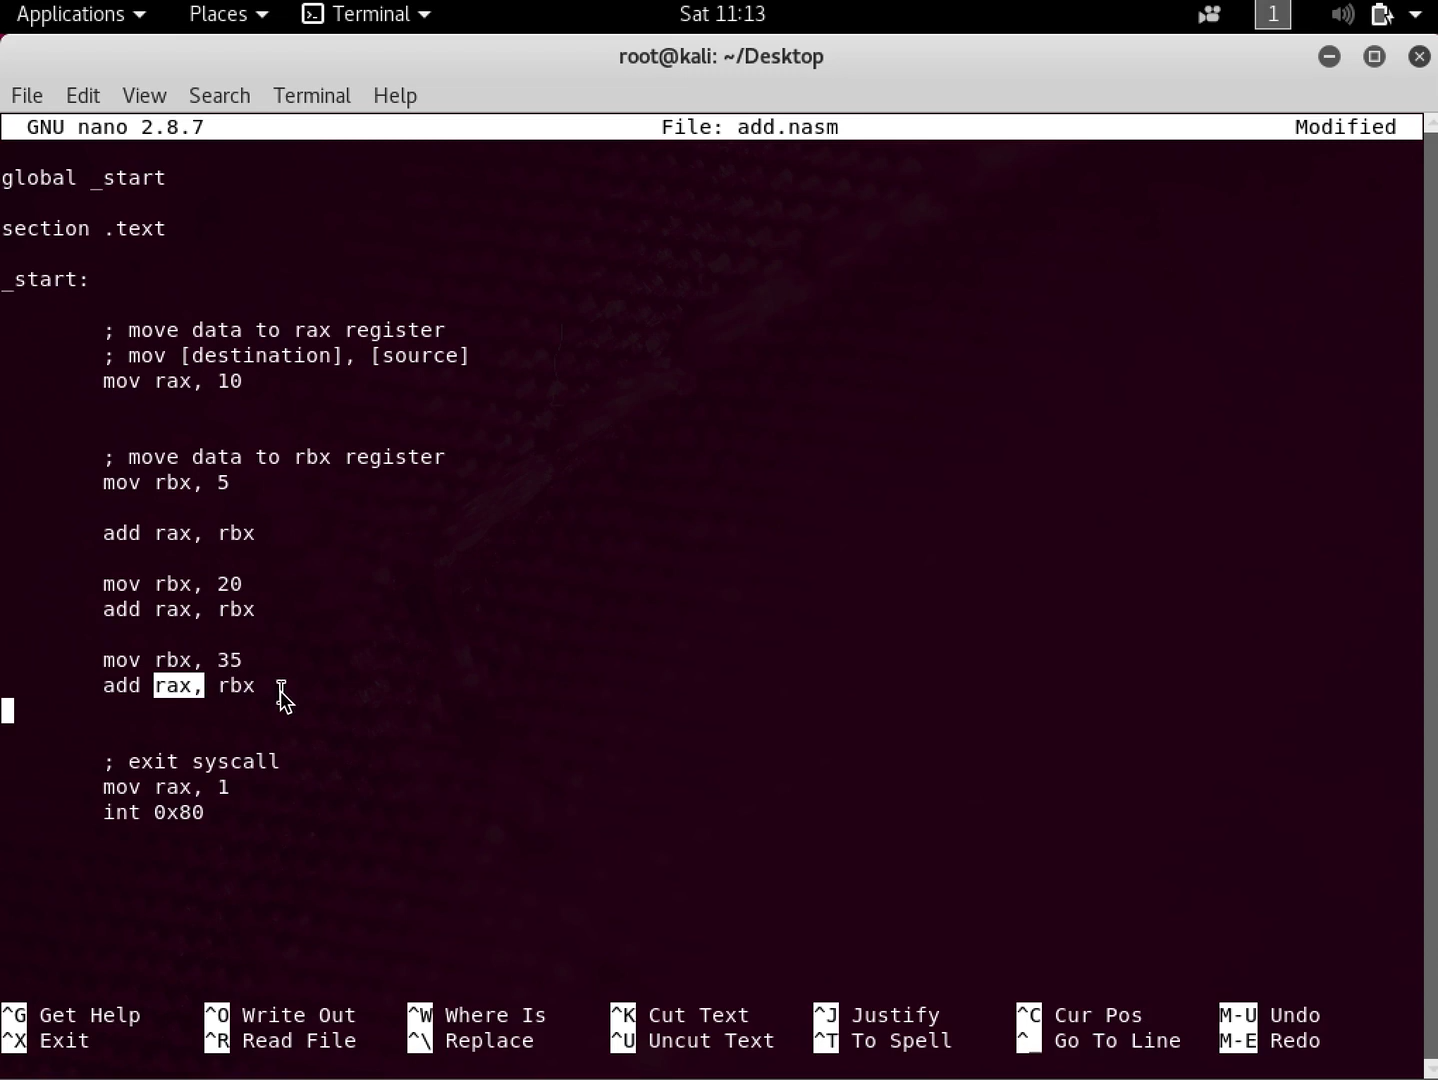 Applications Places Terminal Sat 11:13 1
root@kali: ~/Desktop
File Edit View Search Terminal Help
GNU nano 2.8.7 File: add.nasm Modified
global _start
section .text
_start:
; move data to rax register
; mov [destination], [source]
mov rax, 10
; move data to rbx register
mov rbx, 5
add rax, rbx
mov rbx, 20
add rax, rbx
mov rbx, 35
add rax, rbx
; exit syscall
mov rax, 1
int 0x80
^G Get Help ^O Write Out ^W Where Is ^K Cut Text ^J Justify ^C Cur Pos M-U Undo
^X Exit ^R Read File ^\ Replace ^U Uncut Text ^T To Spell ^_ Go To Line M-E Redo